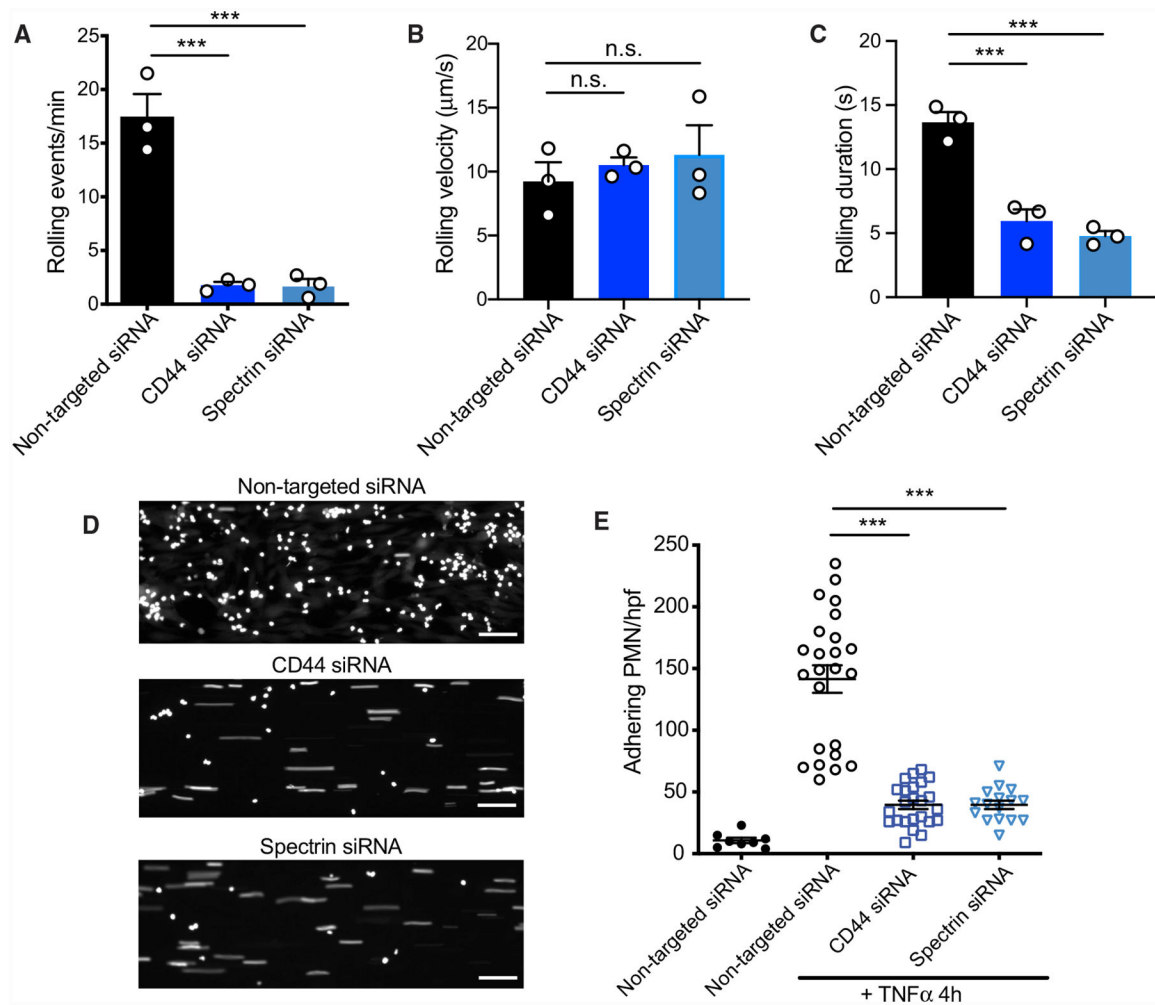 A
***
***
Rolling events/min
25
20
15
10
5
0
Non-targeted siRNA
CD44 siRNA
Spectrin siRNA
B
n.s.
n.s.
Rolling velocity (μm/s)
20
15
10
5
0
Non-targeted siRNA
CD44 siRNA
Spectrin siRNA
C
***
***
Rolling duration (s)
20
15
10
5
0
Non-targeted siRNA
CD44 siRNA
Spectrin siRNA
D
Non-targeted siRNA
CD44 siRNA
Spectrin siRNA
E
***
***
Adhering PMN/hpf
250
200
150
100
50
0
Non-targeted siRNA
Non-targeted siRNA
CD44 siRNA
Spectrin siRNA
+ TNFα 4h